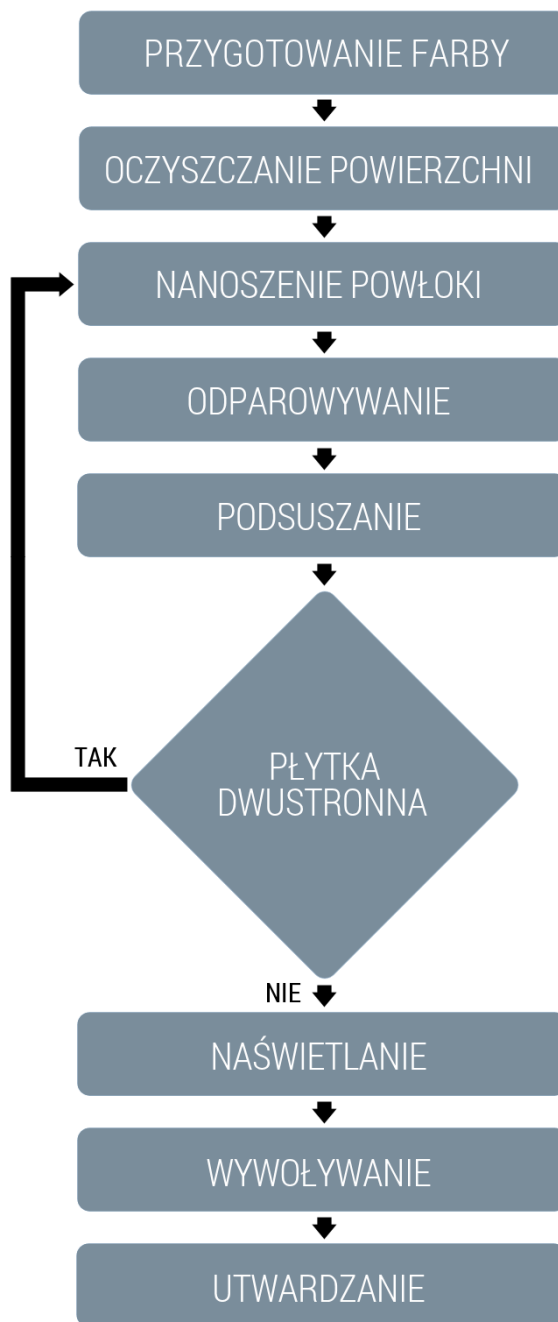 PRZYGOTOWANIE FARBY
OCZYSZCZANIE POWIERZCHNI
NANOSZENIE POWŁOKI
ODPAROWYWANIE
PODSUSZANIE
TAK
PŁYTKA
DWUSTRONNA
NIE
NAŚWIETLANIE
WYWOŁYWANIE
UTWARDZANIE